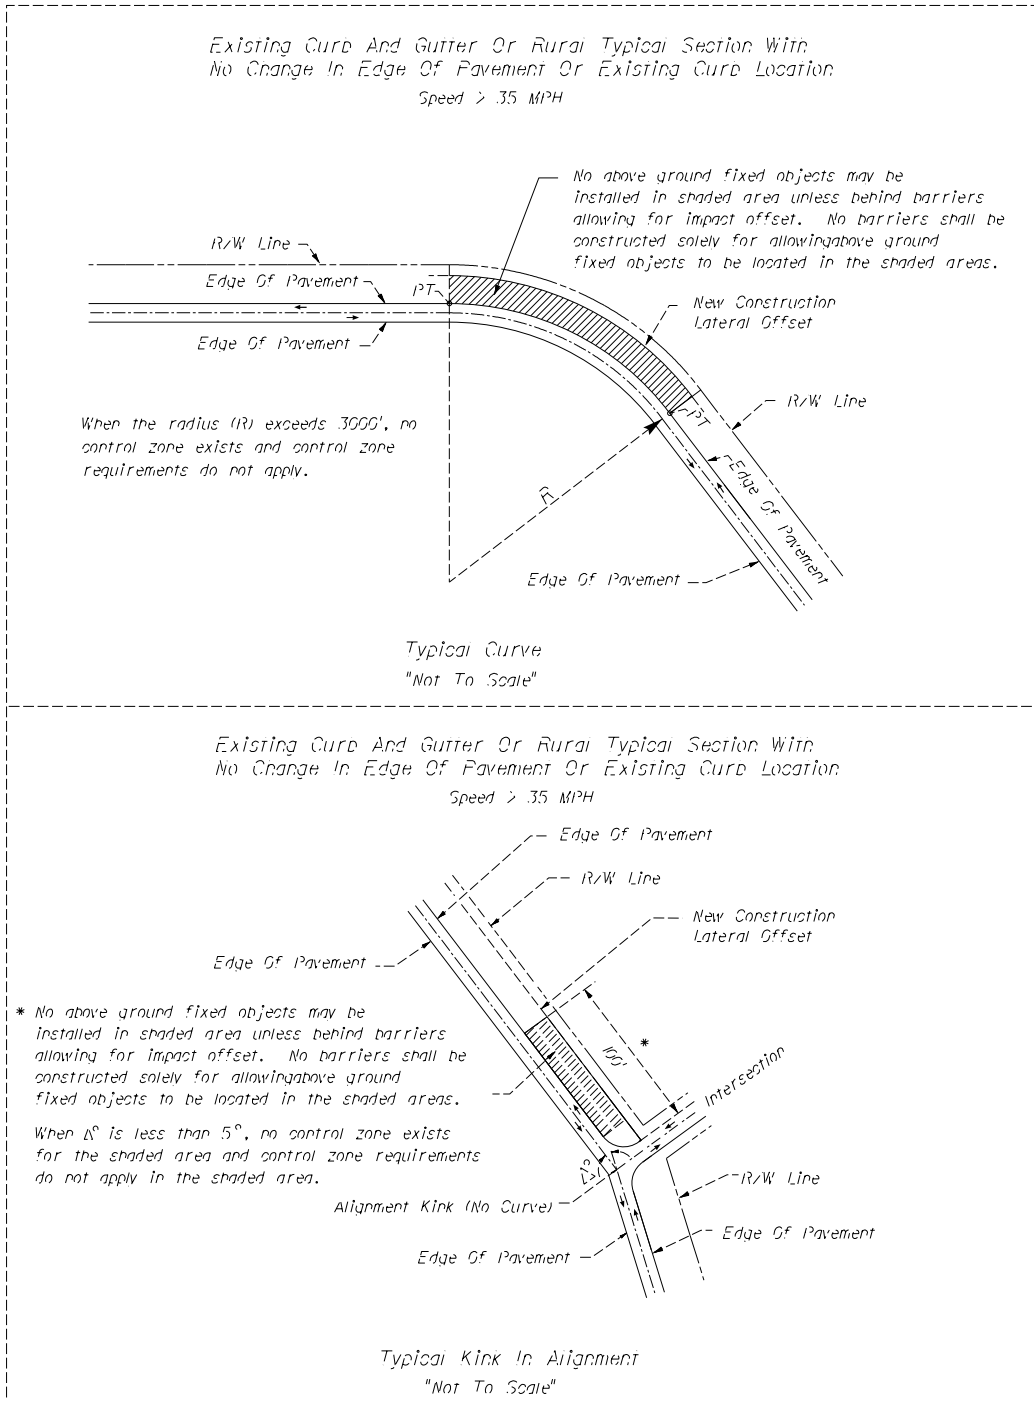 Existing Curb And Gutter Or Rural Typical Section With
No Change In Edge Of Pavement Or Existing Curb Location
Speed > 35 MPH
No above ground fixed objects may be
installed in shaded area unless behind barriers
allowing for impact offset. No barriers shall be
constructed solely for allowingabove ground
fixed objects to be located in the shaded areas.
R/W Line
Edge Of Pavement
PT
New Construction
Lateral Offset
Edge Of Pavement
R/W Line
PT
When the radius (R) exceeds 3000', no
control zone exists and control zone
requirements do not apply.
Edge Of Pavement
R
Edge Of Pavement
Typical Curve
"Not To Scale"
Existing Curb And Gutter Or Rural Typical Section With
No Change In Edge Of Pavement Or Existing Curb Location
Speed > 35 MPH
Edge Of Pavement
R/W Line
New Construction
Lateral Offset
Edge Of Pavement
* No above ground fixed objects may be
installed in shaded area unless behind barriers
allowing for impact offset. No barriers shall be
constructed solely for allowingabove ground
fixed objects to be located in the shaded areas.
100'
*
Intersection
When Δ° is less than 5°, no control zone exists
for the shaded area and control zone requirements
do not apply in the shaded area.
Δ°
R/W Line
Alignment Kink (No Curve)
Edge Of Pavement
Edge Of Pavement
Typical Kink In Alignment
"Not To Scale"